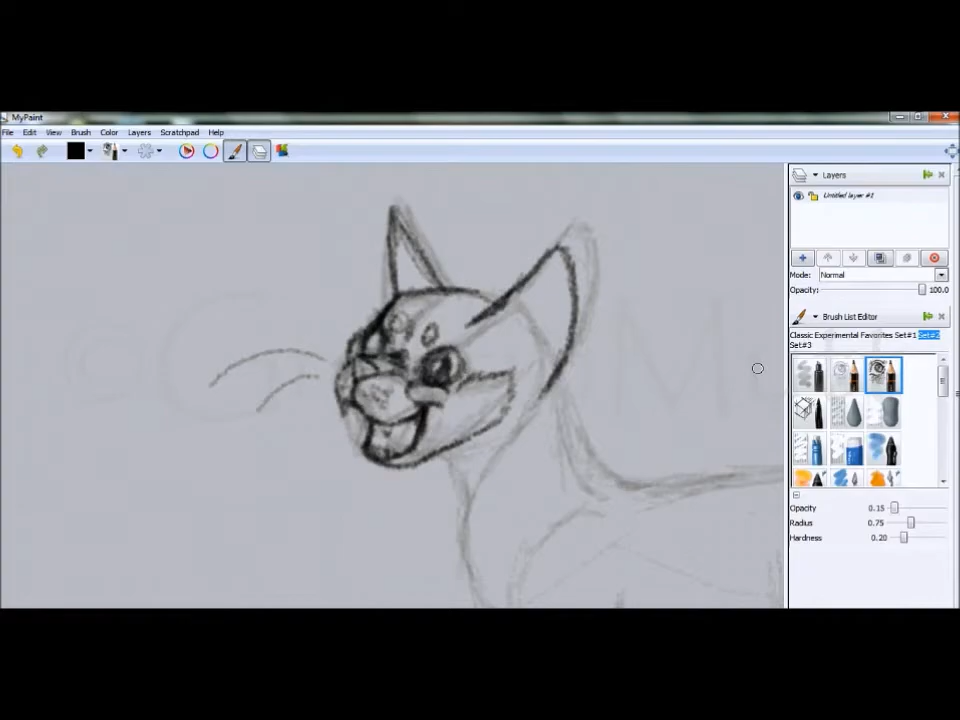 MyPaint
File Edit View Brush Color Layers Scratchpad Help
Layers
Untitled layer #1
Mode: Normal
Opacity: 100.0
Brush List Editor
Classic Experimental Favorites Set#1 Set#2
Set#3
Opacity 0.15
Radius 0.75
Hardness 0.20